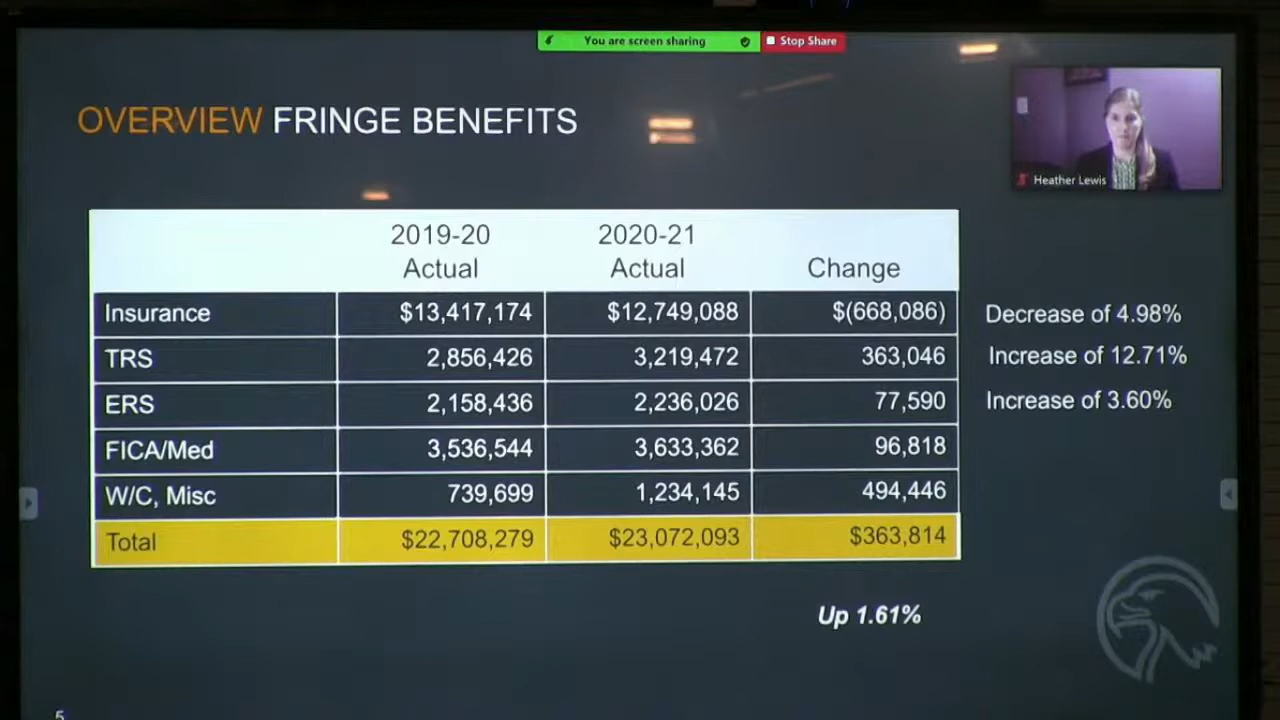 You are screen sharing Stop Share
OVERVIEW FRINGE BENEFITS
Heather Lewis
2019-20 2020-21
Actual Actual Change
Insurance $13,417,174 $12,749,088 $(668,086) Decrease of 4.98%
TRS 2,856,426 3,219,472 363,046 Increase of 12.71%
ERS 2,158,436 2,236,026 77,590 Increase of 3.60%
FICA/Med 3,536,544 3,633,362 96,818
W/C, Misc 739,699 1,234,145 494,446
Total $22,708,279 $23,072,093 $363,814
Up 1.61%
5